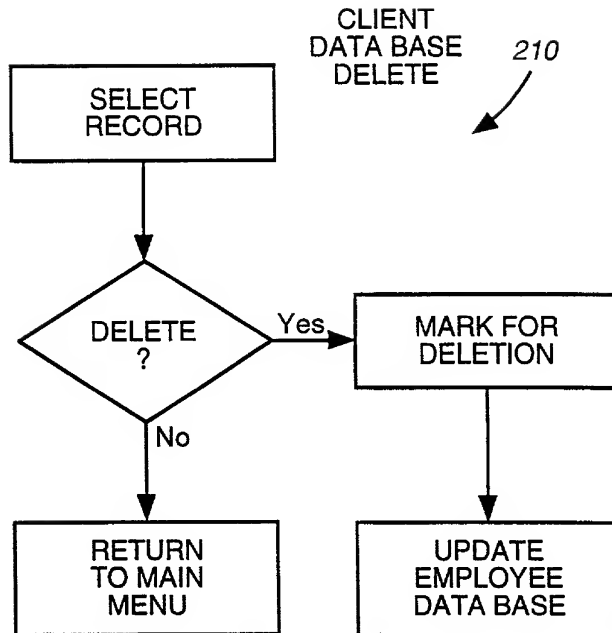 CLIENT
DATA BASE
DELETE
210
SELECT
RECORD
DELETE
?
Yes
No
MARK FOR
DELETION
RETURN
TO MAIN
MENU
UPDATE
EMPLOYEE
DATA BASE